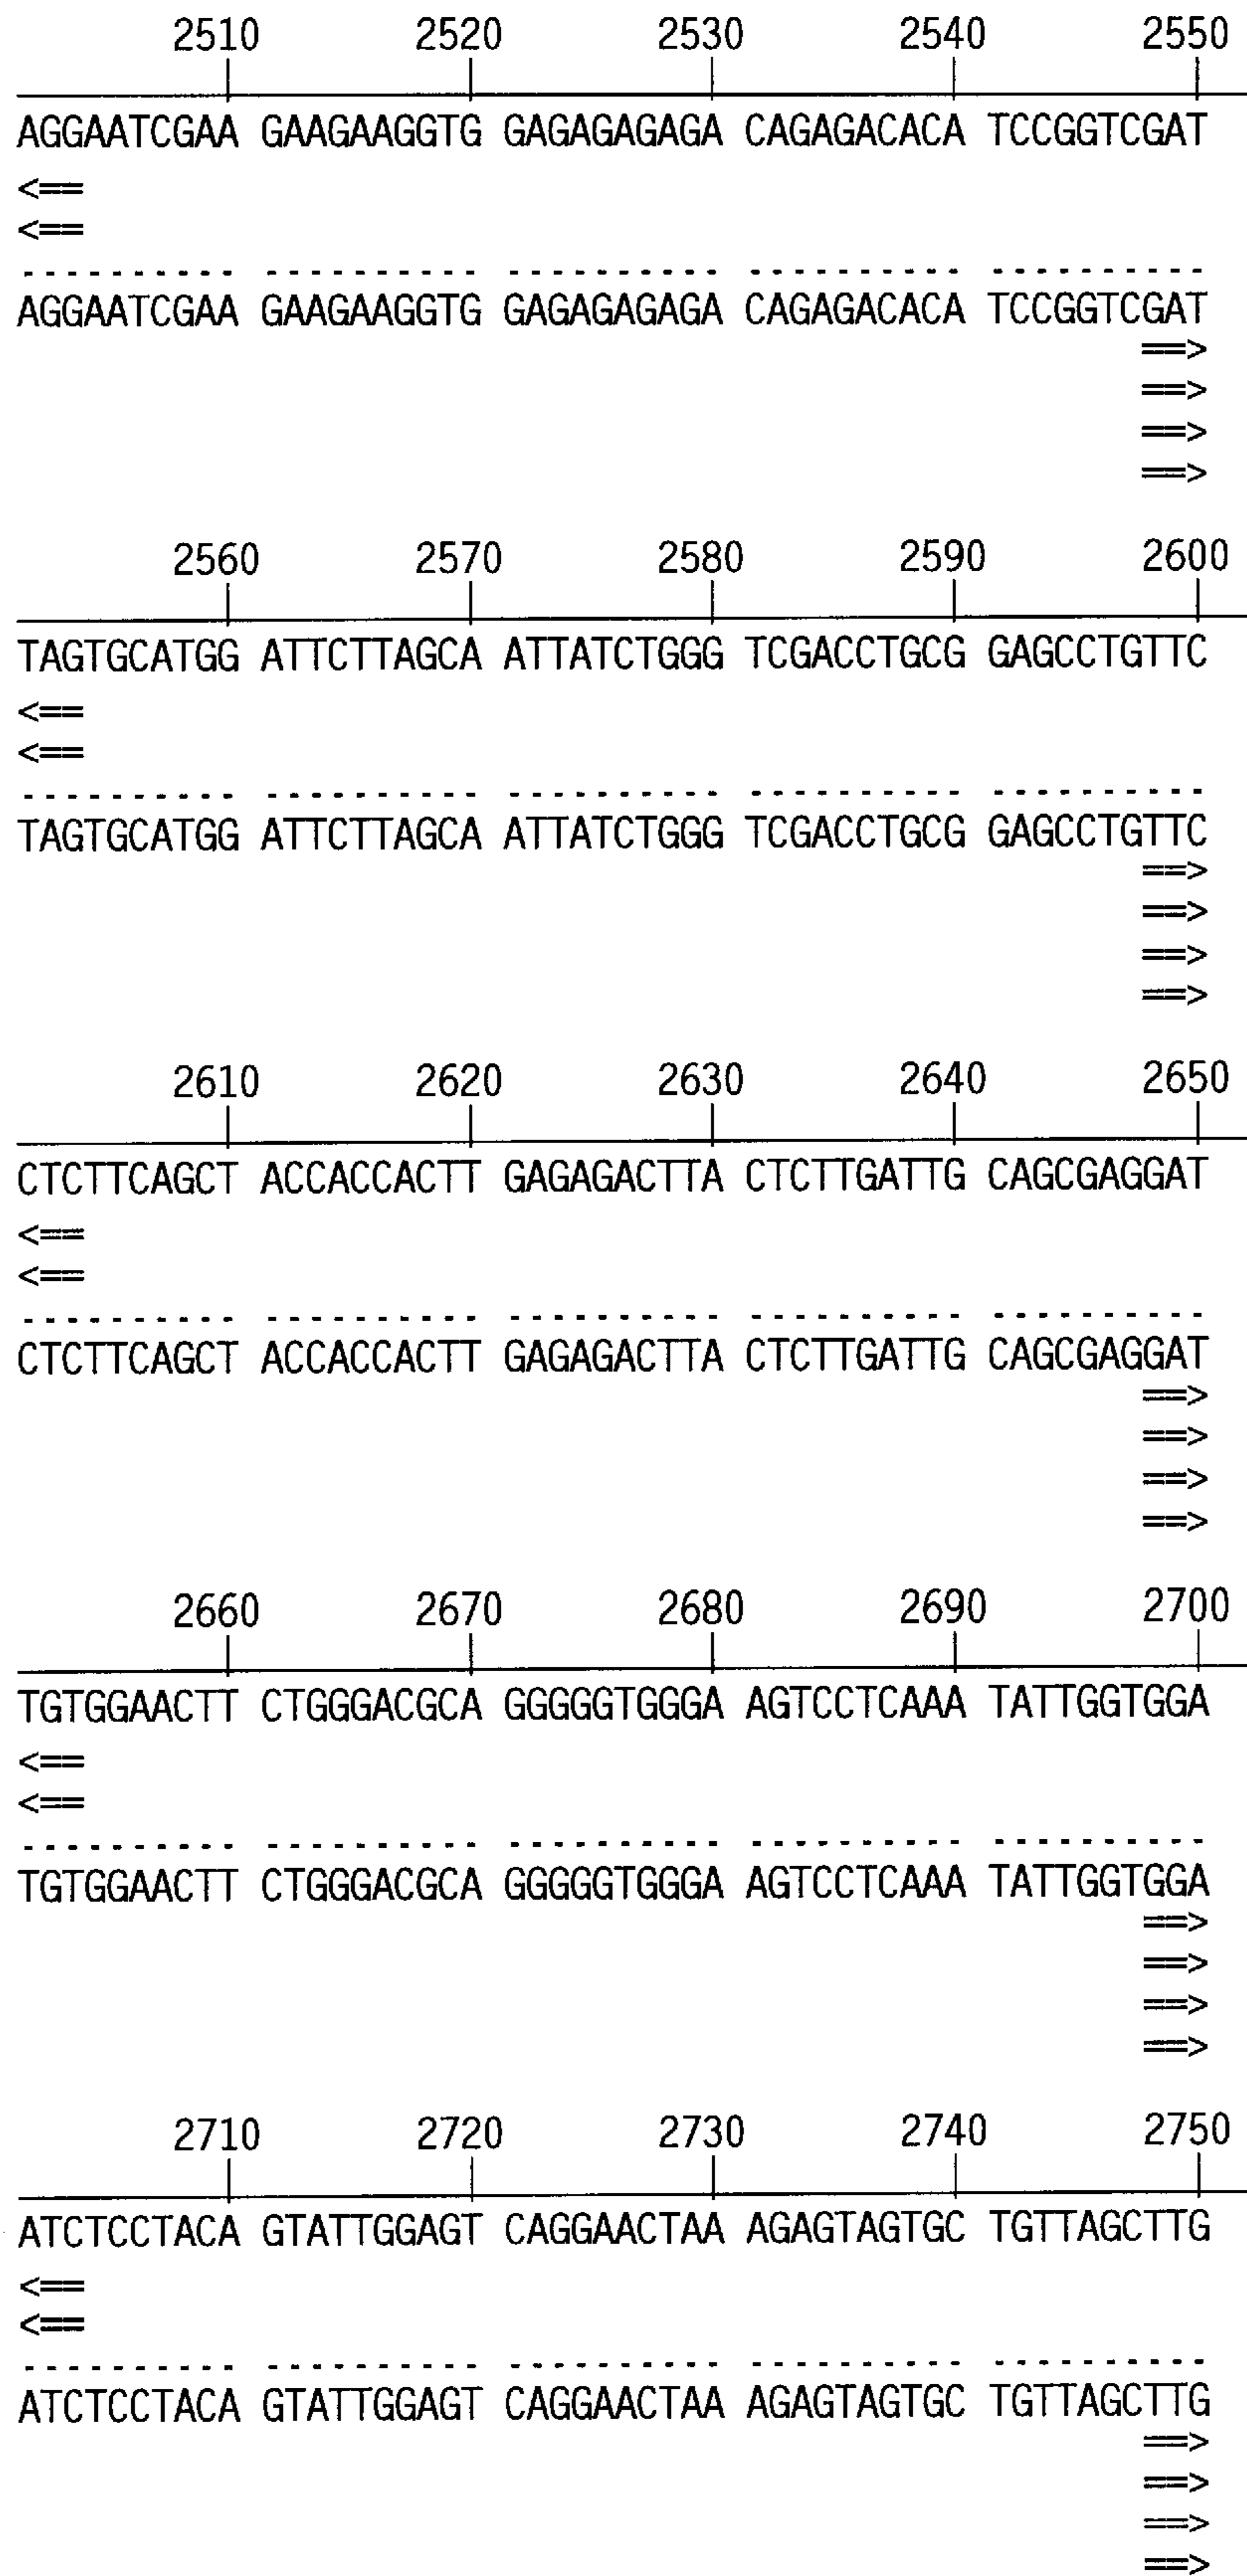 2510 2520 2530 2540 2550
AGGAATCGAA GAAGAAGGTG GAGAGAGAGA CAGAGACACA TCCGGTCGAT
<==
<==
- - - - - - - - - - - - - - - - - - - - - - - - - - - - - - - - - - - - - - - - - - - - - - - - - -
AGGAATCGAA GAAGAAGGTG GAGAGAGAGA CAGAGACACA TCCGGTCGAT
==>
==>
==>
==>
2560 2570 2580 2590 2600
TAGTGCATGG ATTCTTAGCA ATTATCTGGG TCGACCTGCG GAGCCTGTTC
<==
<==
- - - - - - - - - - - - - - - - - - - - - - - - - - - - - - - - - - - - - - - - - - - - - - - - - -
TAGTGCATGG ATTCTTAGCA ATTATCTGGG TCGACCTGCG GAGCCTGTTC
==>
==>
==>
==>
2610 2620 2630 2640 2650
CTCTTCAGCT ACCACCACTT GAGAGACTTA CTCTTGATTG CAGCGAGGAT
<==
<==
- - - - - - - - - - - - - - - - - - - - - - - - - - - - - - - - - - - - - - - - - - - - - - - - - -
CTCTTCAGCT ACCACCACTT GAGAGACTTA CTCTTGATTG CAGCGAGGAT
==>
==>
==>
==>
2660 2670 2680 2690 2700
TGTGGAACTT CTGGGACGCA GGGGGTGGGA AGTCCTCAAA TATTGGTGGA
<==
<==
- - - - - - - - - - - - - - - - - - - - - - - - - - - - - - - - - - - - - - - - - - - - - - - - - -
TGTGGAACTT CTGGGACGCA GGGGGTGGGA AGTCCTCAAA TATTGGTGGA
==>
==>
==>
==>
2710 2720 2730 2740 2750
ATCTCCTACA GTATTGGAGT CAGGAACTAA AGAGTAGTGC TGTTAGCTTG
<==
<==
- - - - - - - - - - - - - - - - - - - - - - - - - - - - - - - - - - - - - - - - - - - - - - - - - -
ATCTCCTACA GTATTGGAGT CAGGAACTAA AGAGTAGTGC TGTTAGCTTG
==>
==>
==>
==>